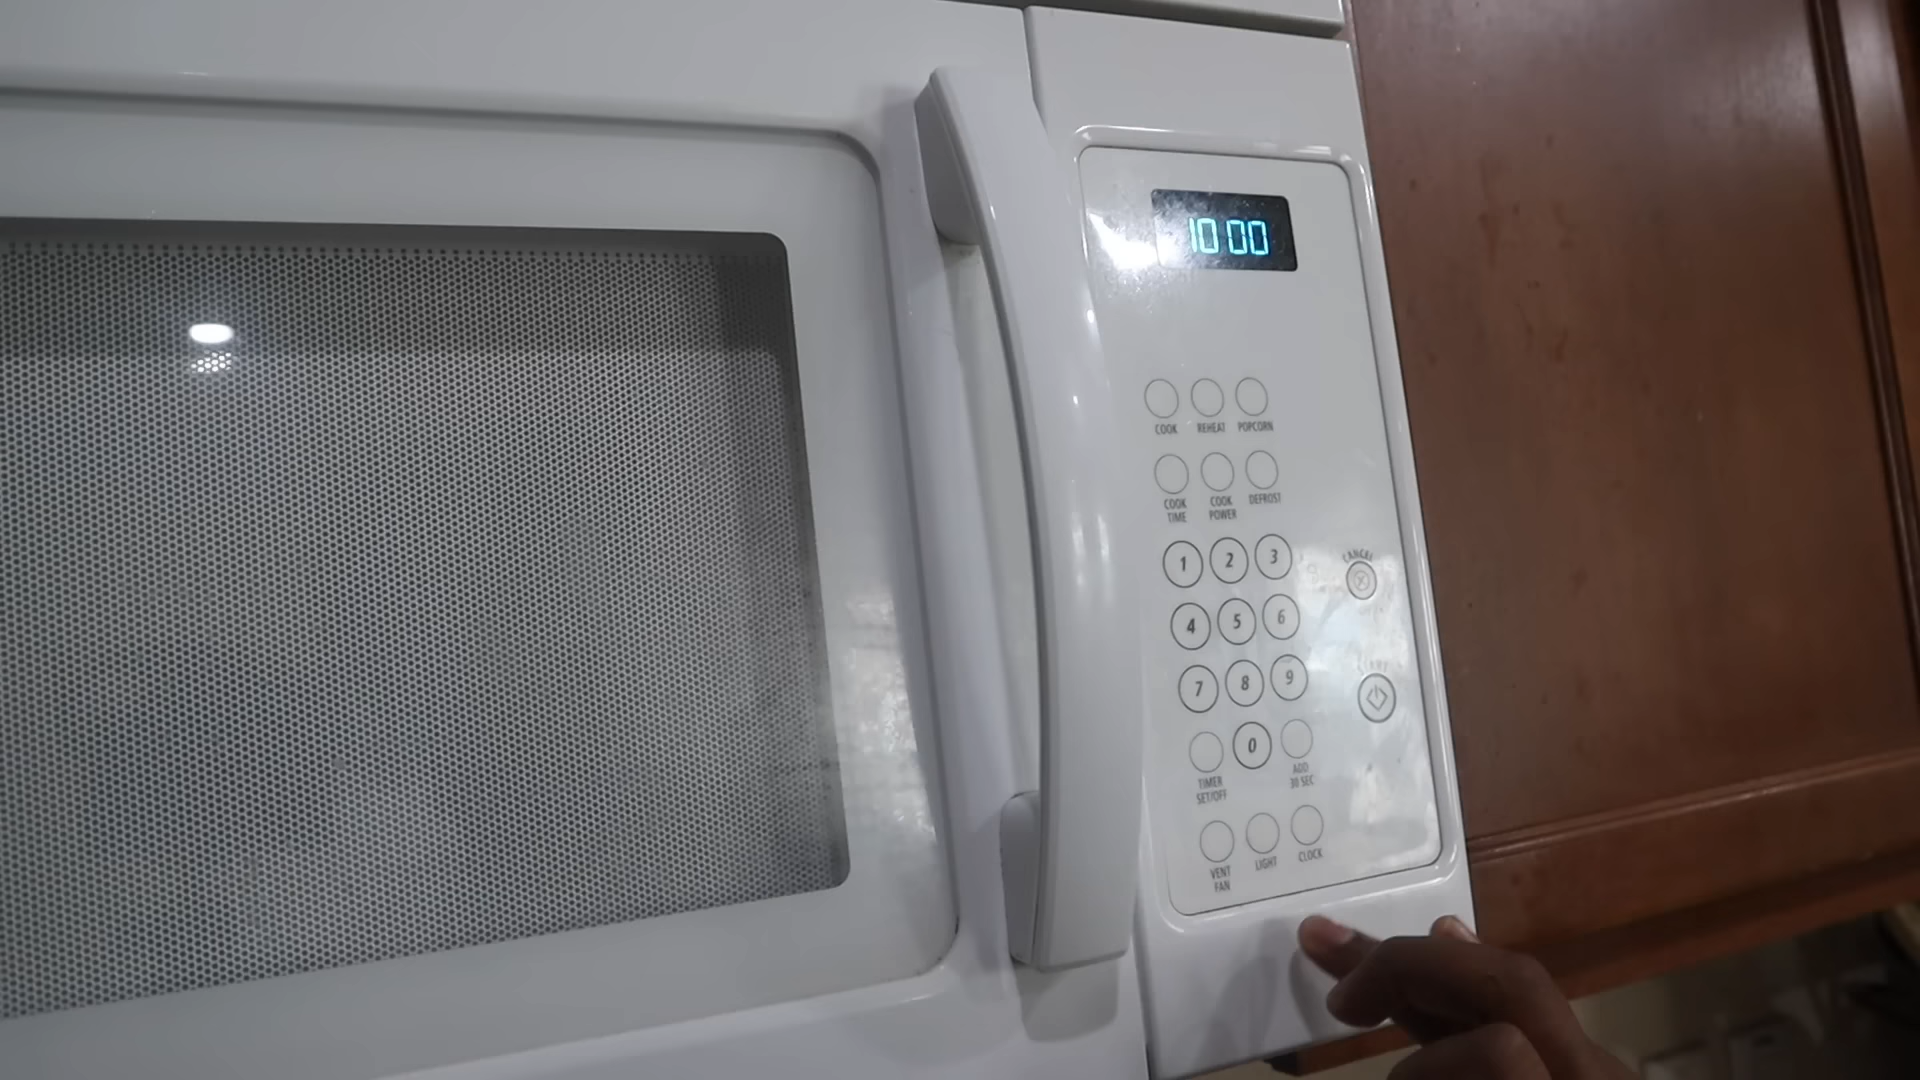 10 00
COOK REHEAT POPCORN
COOK TIME COOK POWER DEFROST
1 2 3
CANCEL
4 5 6
7 8 9
START
0
TIMER SET/OFF ADD 30 SEC
VENT FAN LIGHT CLOCK